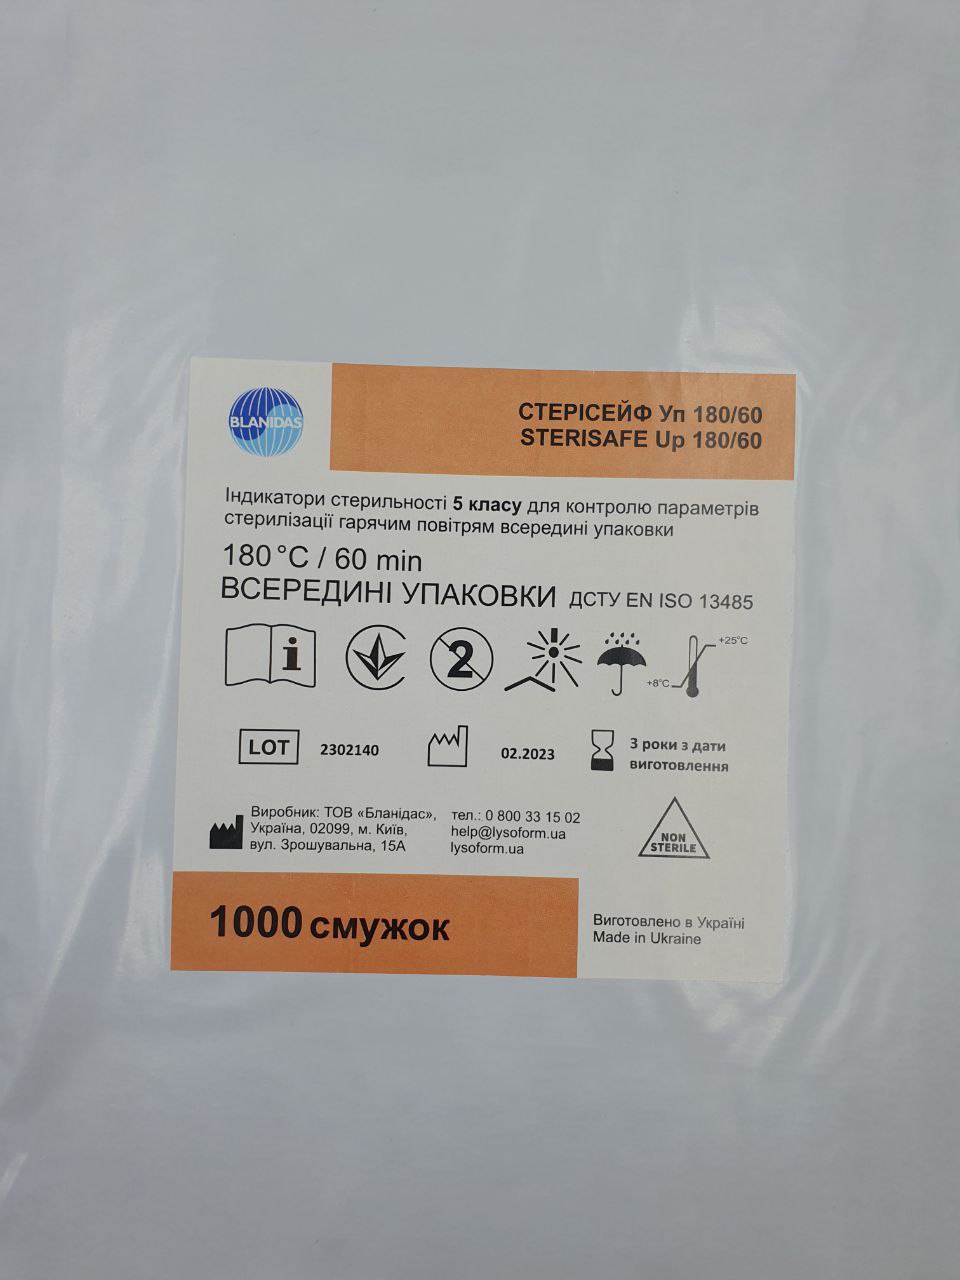 BLANIDAS
СТЕРІСЕЙФ Уп 180/60
STERISAFE Up 180/60
Індикатори стерильності 5 класу для контролю параметрів
стерилізації гарячим повітрям всередині упаковки
180 °C / 60 min
ВСЕРЕДИНІ УПАКОВКИ ДСТУ EN ISO 13485
i
2
+25°C
+8°C
LOT 2302140
02.2023
3 роки з дати
виготовлення
Виробник: ТОВ «Бланідас»,
Україна, 02099, м. Київ,
вул. Зрошувальна, 15А
тел.: 0 800 33 15 02
help@lysoform.ua
lysoform.ua
NON
STERILE
1000 смужок
Виготовлено в Україні
Made in Ukraine